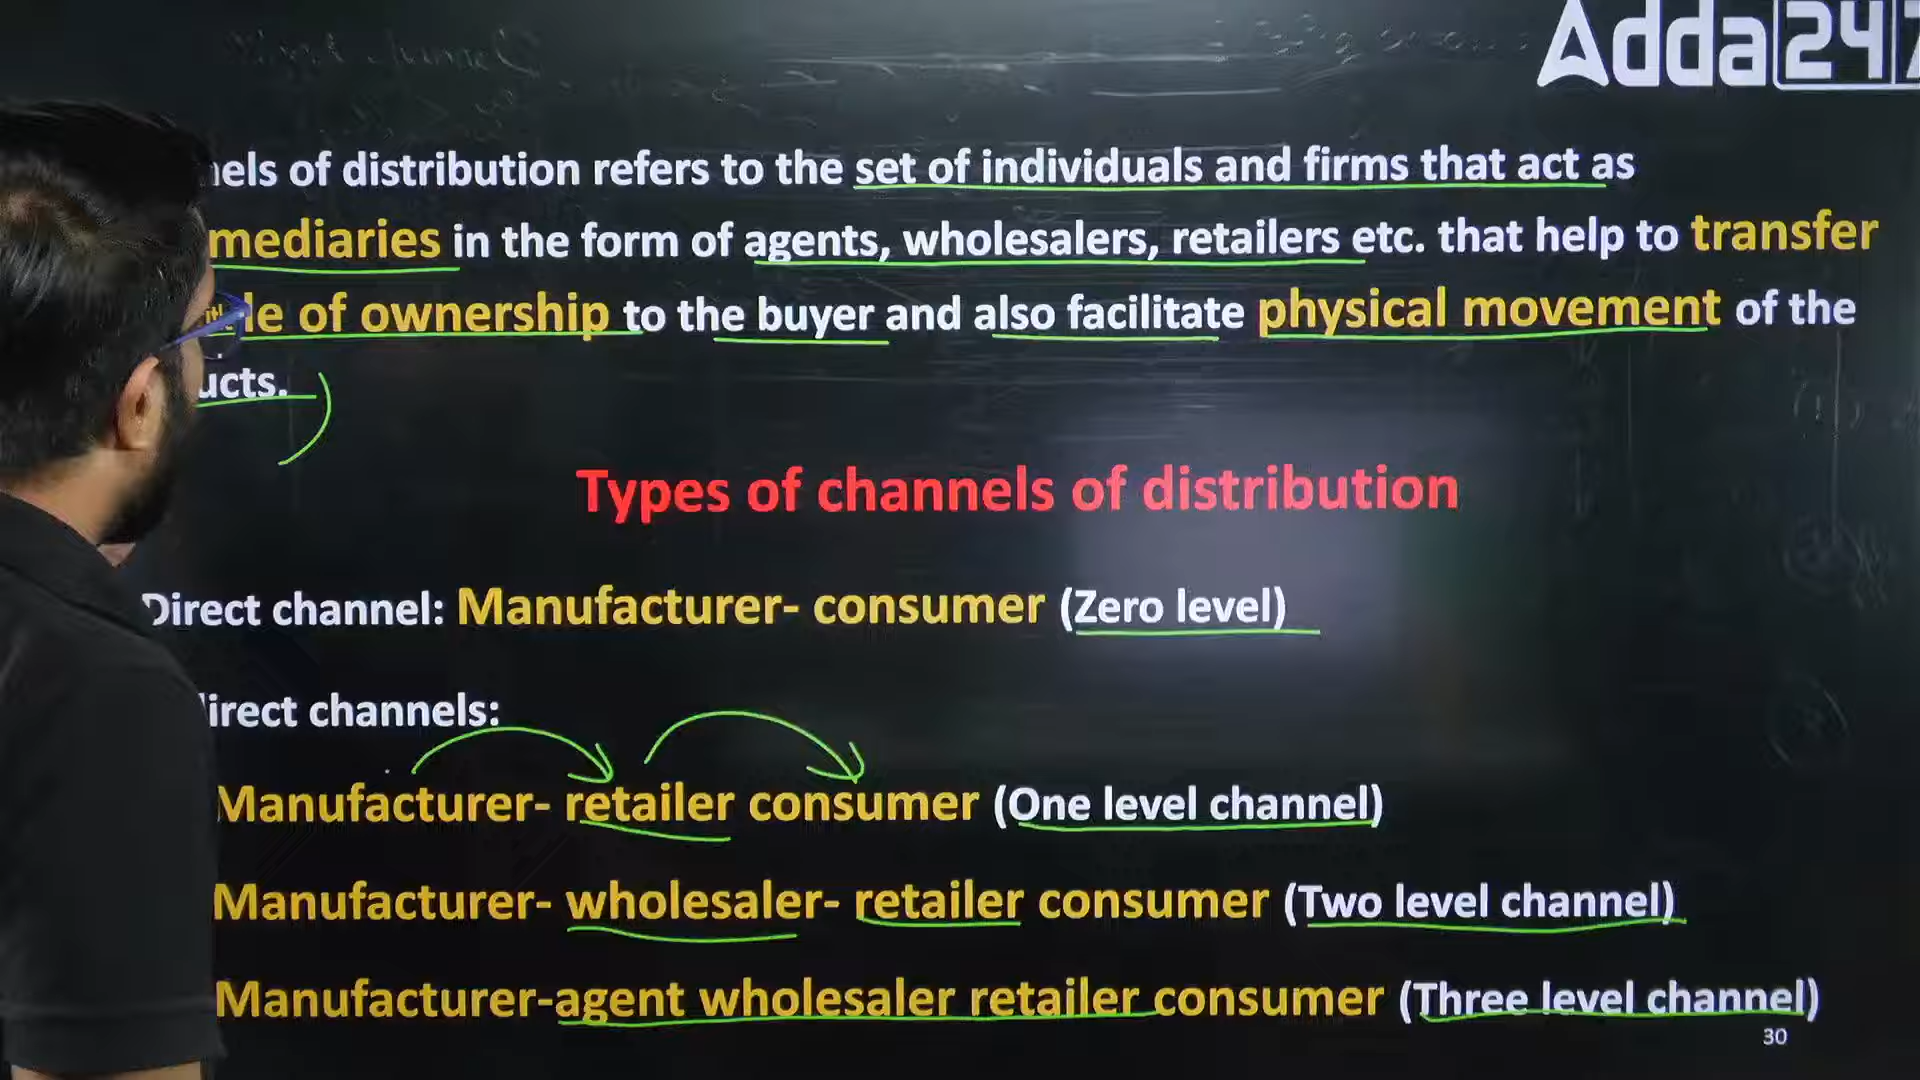 Adda247
nels of distribution refers to the set of individuals and firms that act as
mediaries in the form of agents, wholesalers, retailers etc. that help to transfer
le of ownership to the buyer and also facilitate physical movement of the
ucts.
Types of channels of distribution
Direct channel: Manufacturer- consumer (Zero level)
direct channels:
Manufacturer- retailer consumer (One level channel)
Manufacturer- wholesaler- retailer consumer (Two level channel)
Manufacturer-agent wholesaler retailer consumer (Three level channel)
30